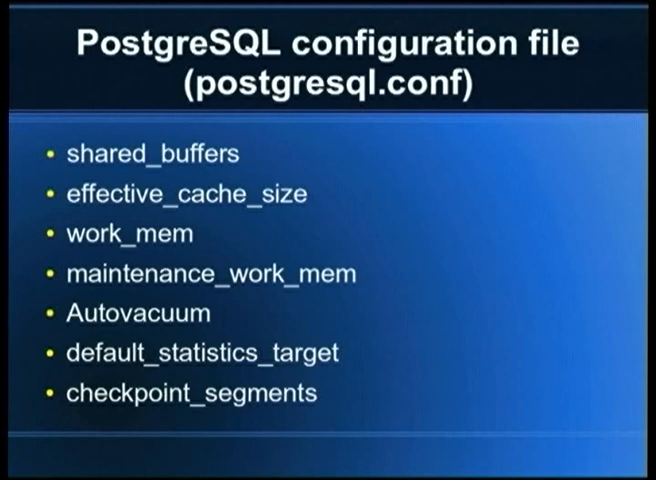 PostgreSQL configuration file
(postgresql.conf)
• shared_buffers
• effective_cache_size
• work_mem
• maintenance_work_mem
• Autovacuum
• default_statistics_target
• checkpoint_segments